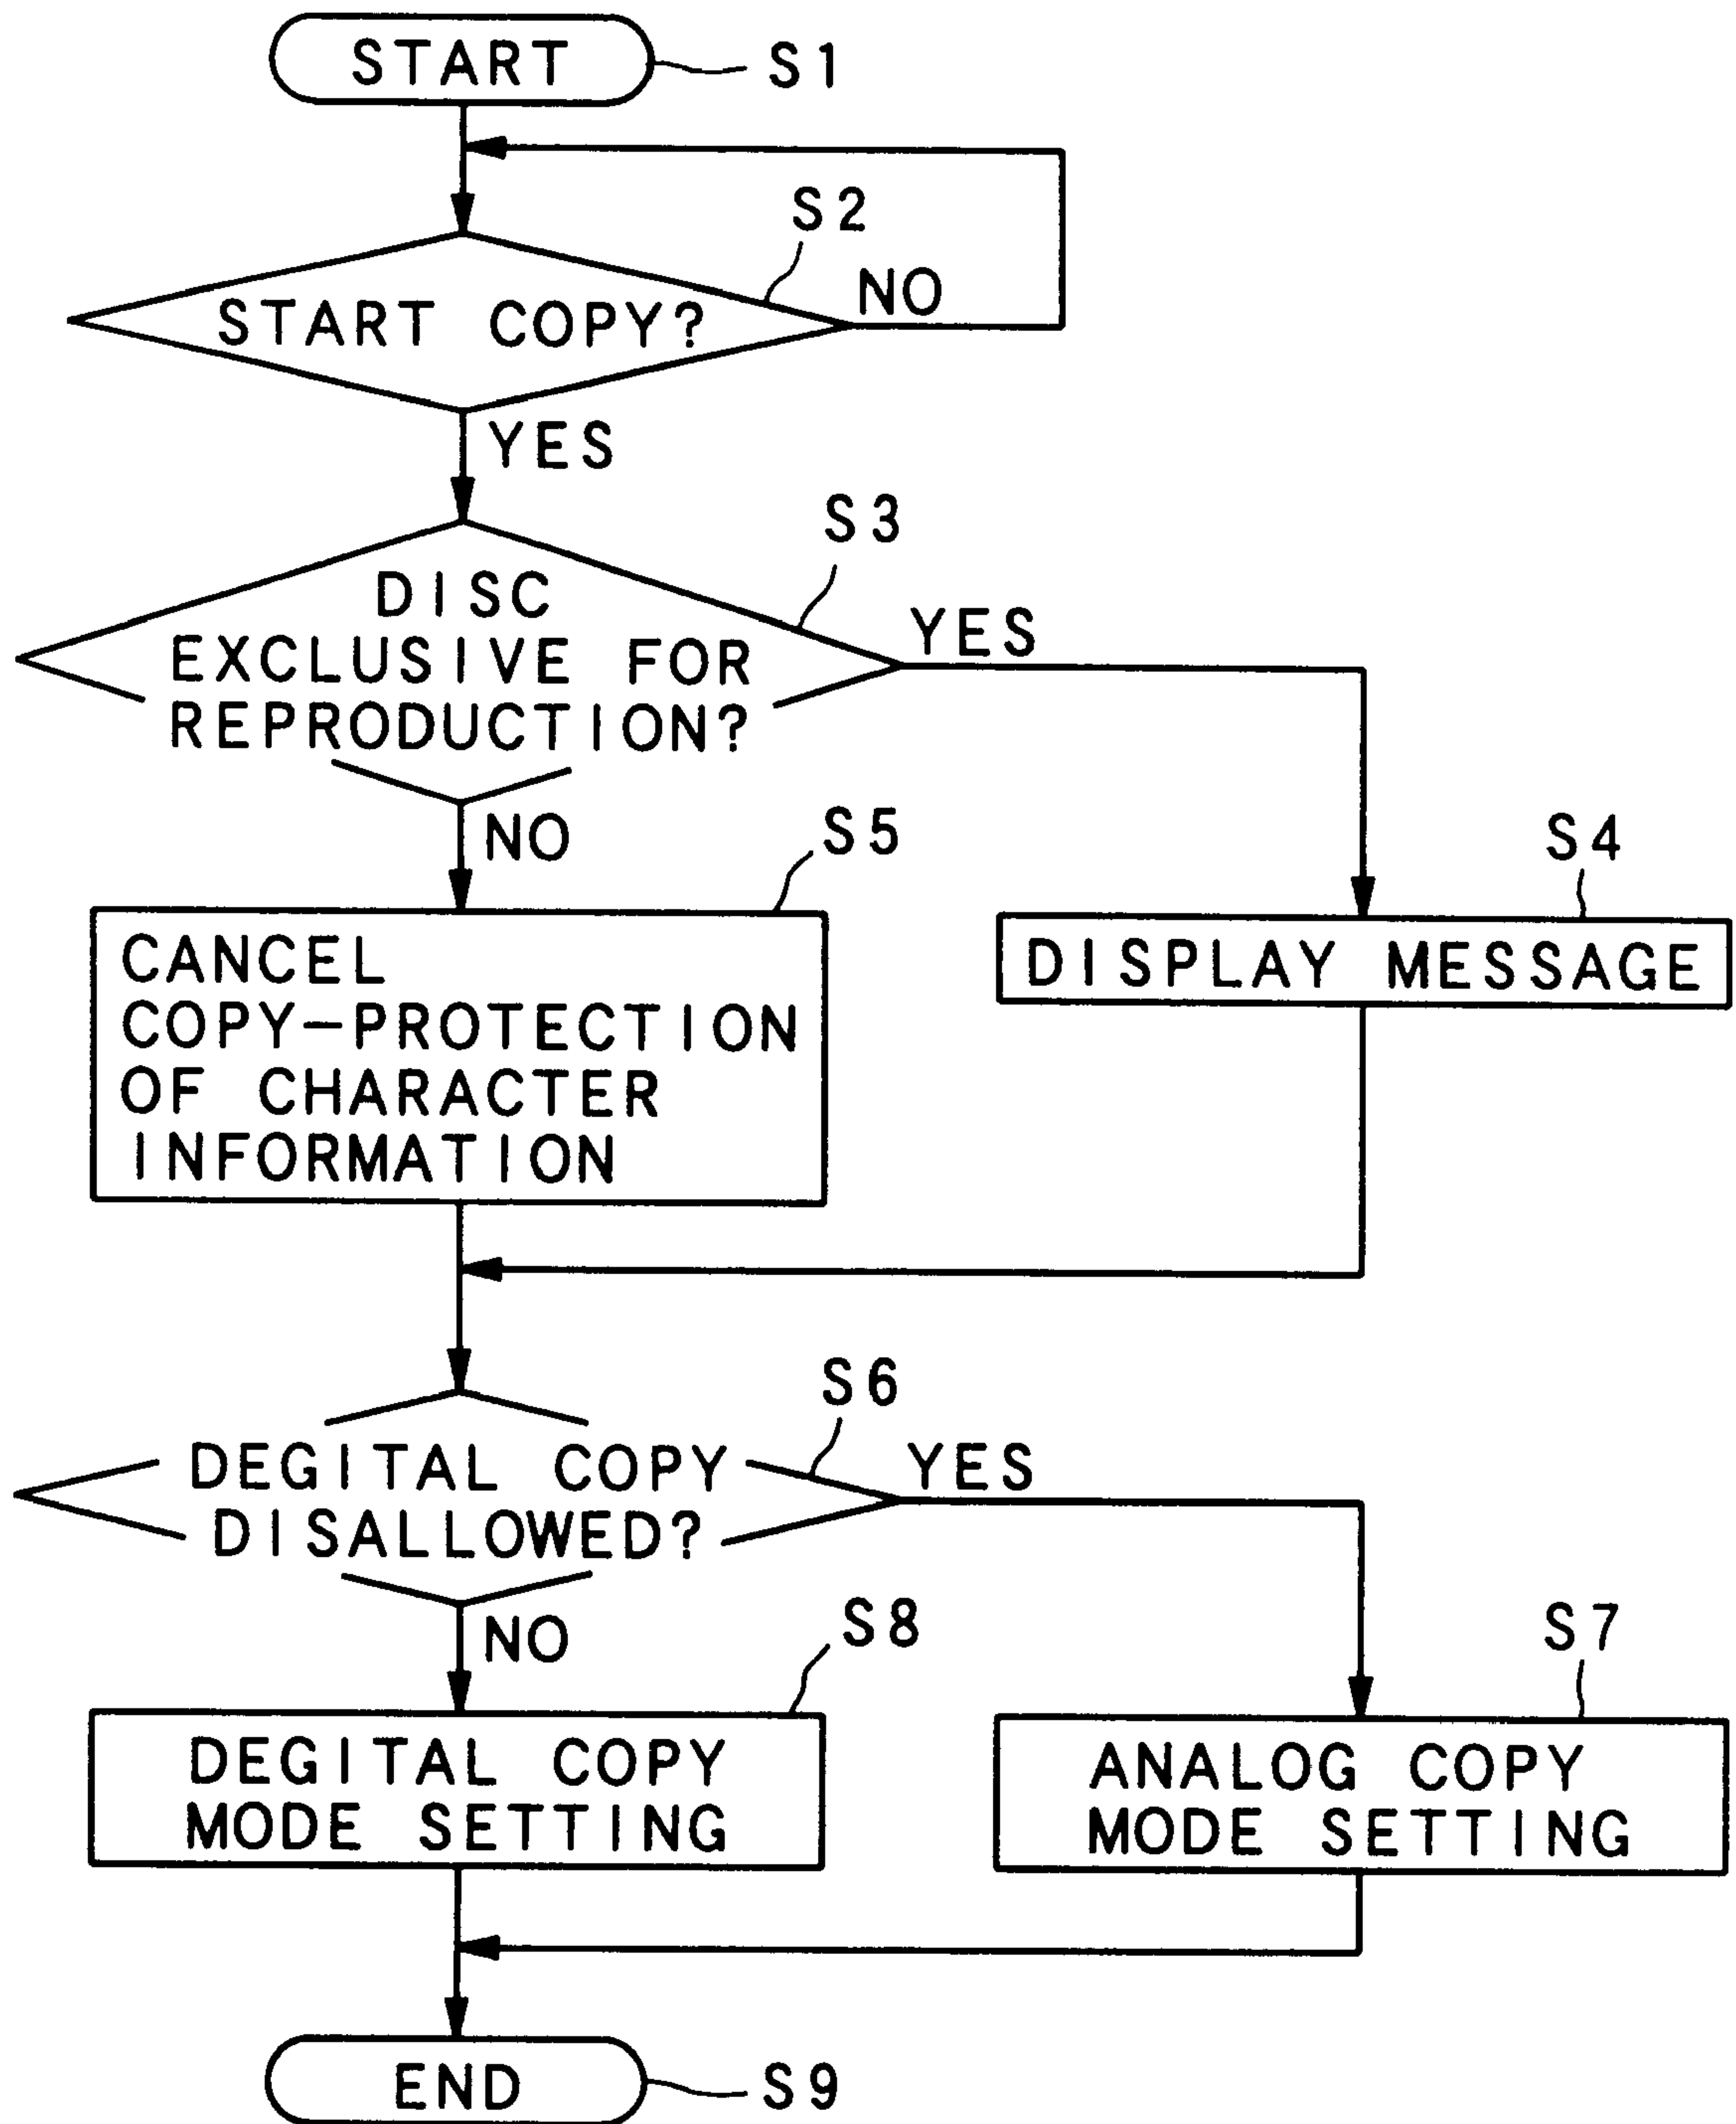 START
S1
S2
START COPY?
NO
YES
S3
DISC
EXCLUSIVE FOR
REPRODUCTION?
YES
NO
S5
S4
CANCEL
COPY-PROTECTION
OF CHARACTER
INFORMATION
DISPLAY MESSAGE
S6
DEGITAL COPY
DISALLOWED?
YES
NO
S8
S7
DEGITAL COPY
MODE SETTING
ANALOG COPY
MODE SETTING
END
S9